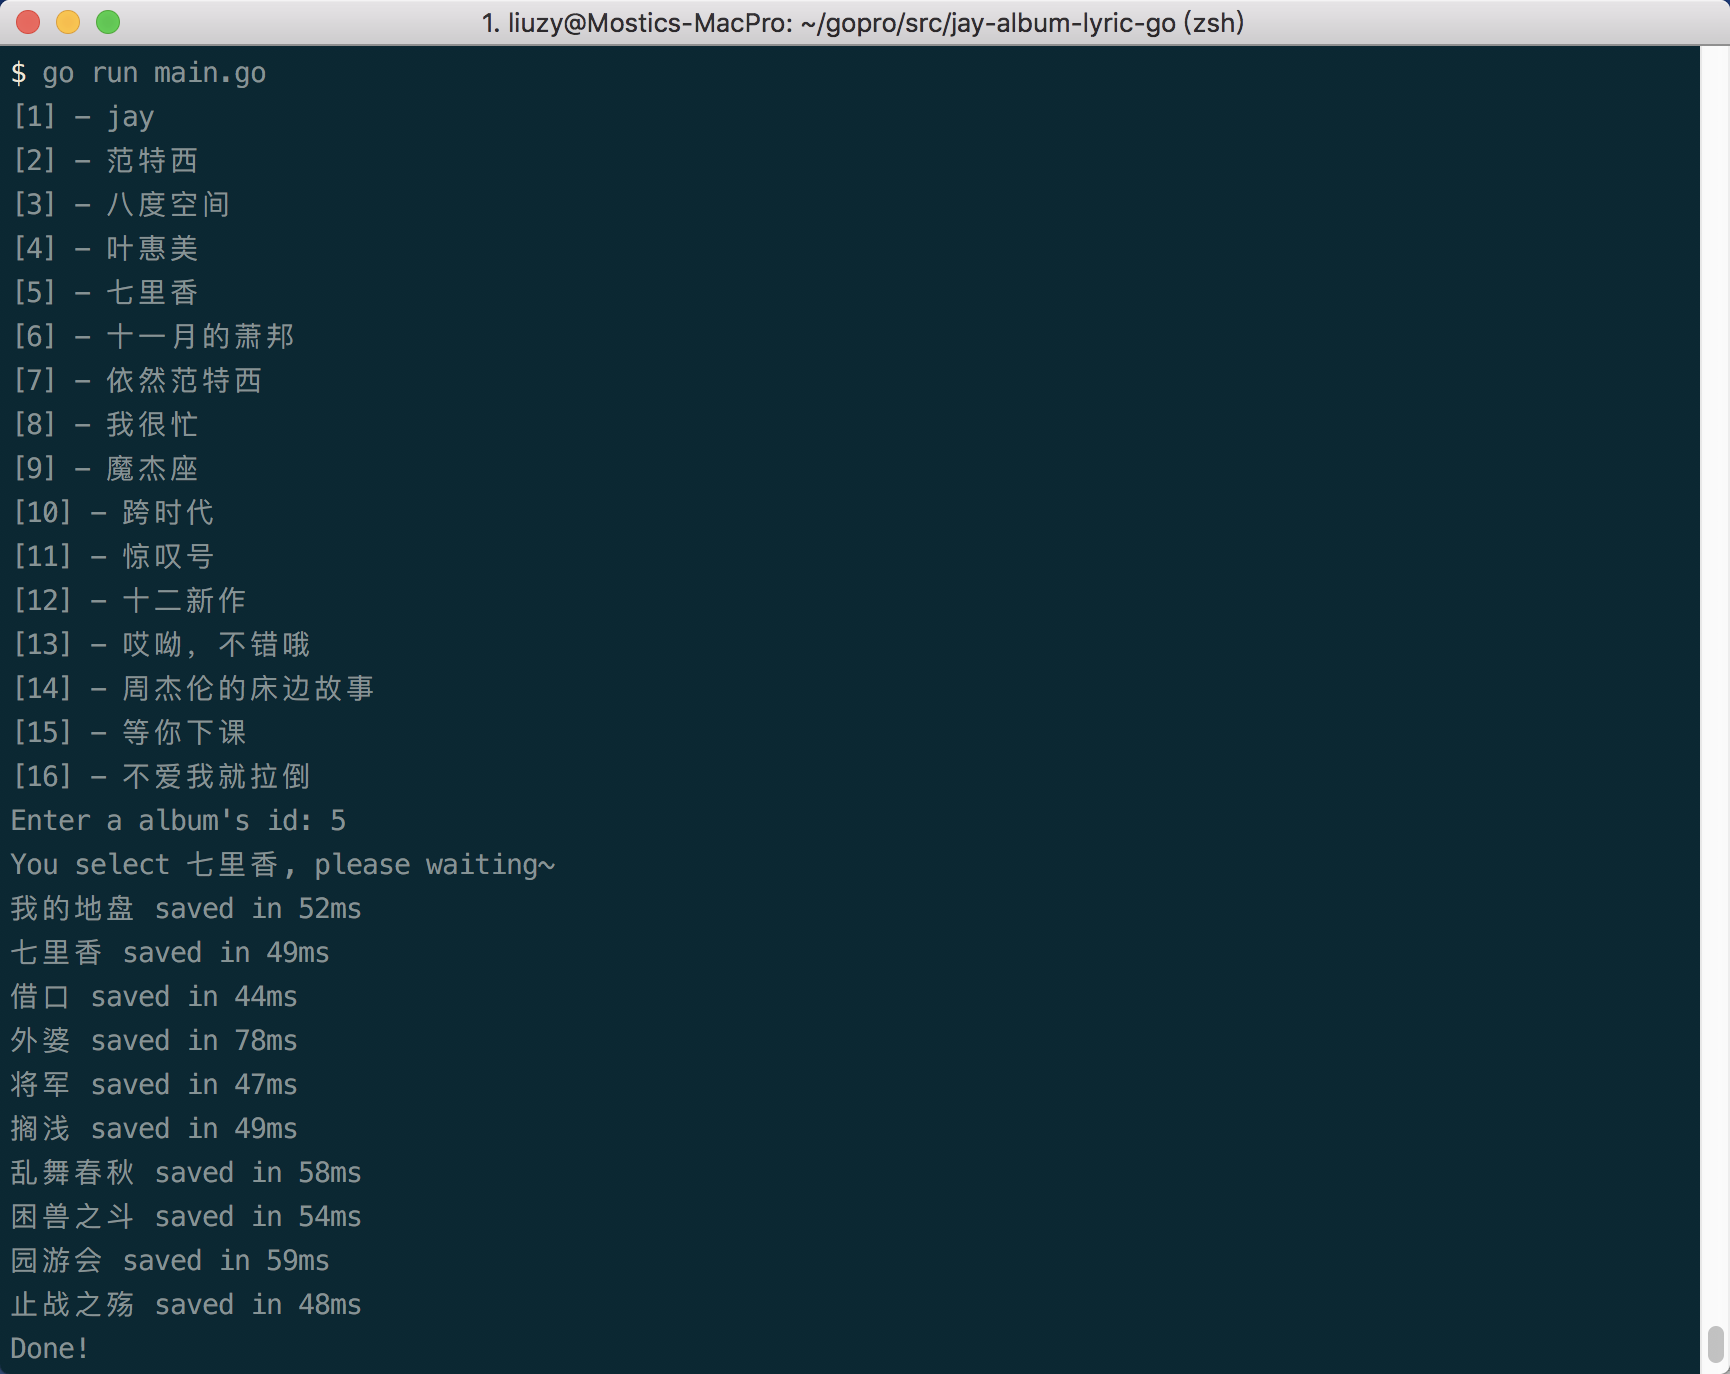 1. liuzy@Mostics-MacPro: ~/gopro/src/jay-album-lyric-go (zsh)
$ go run main.go
[1] - jay
[2] - 范特西
[3] - 八度空间
[4] - 叶惠美
[5] - 七里香
[6] - 十一月的萧邦
[7] - 依然范特西
[8] - 我很忙
[9] - 魔杰座
[10] - 跨时代
[11] - 惊叹号
[12] - 十二新作
[13] - 哎呦, 不错哦
[14] - 周杰伦的床边故事
[15] - 等你下课
[16] - 不爱我就拉倒
Enter a album's id: 5
You select 七里香, please waiting~
我的地盘 saved in 52ms
七里香 saved in 49ms
借口 saved in 44ms
外婆 saved in 78ms
将军 saved in 47ms
搁浅 saved in 49ms
乱舞春秋 saved in 58ms
困兽之斗 saved in 54ms
园游会 saved in 59ms
止战之殇 saved in 48ms
Done!